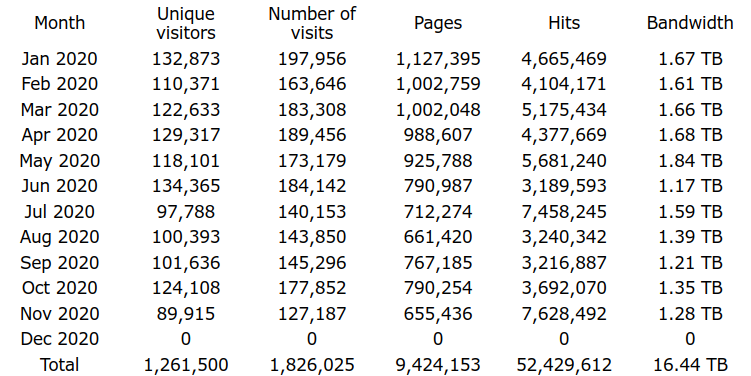 Month Unique visitors Number of visits Pages Hits Bandwidth
Jan 2020 132,873 197,956 1,127,395 4,665,469 1.67 TB
Feb 2020 110,371 163,646 1,002,759 4,104,171 1.61 TB
Mar 2020 122,633 183,308 1,002,048 5,175,434 1.66 TB
Apr 2020 129,317 189,456 988,607 4,377,669 1.68 TB
May 2020 118,101 173,179 925,788 5,681,240 1.84 TB
Jun 2020 134,365 184,142 790,987 3,189,593 1.17 TB
Jul 2020 97,788 140,153 712,274 7,458,245 1.59 TB
Aug 2020 100,393 143,850 661,420 3,240,342 1.39 TB
Sep 2020 101,636 145,296 767,185 3,216,887 1.21 TB
Oct 2020 124,108 177,852 790,254 3,692,070 1.35 TB
Nov 2020 89,915 127,187 655,436 7,628,492 1.28 TB
Dec 2020 0 0 0 0 0
Total 1,261,500 1,826,025 9,424,153 52,429,612 16.44 TB